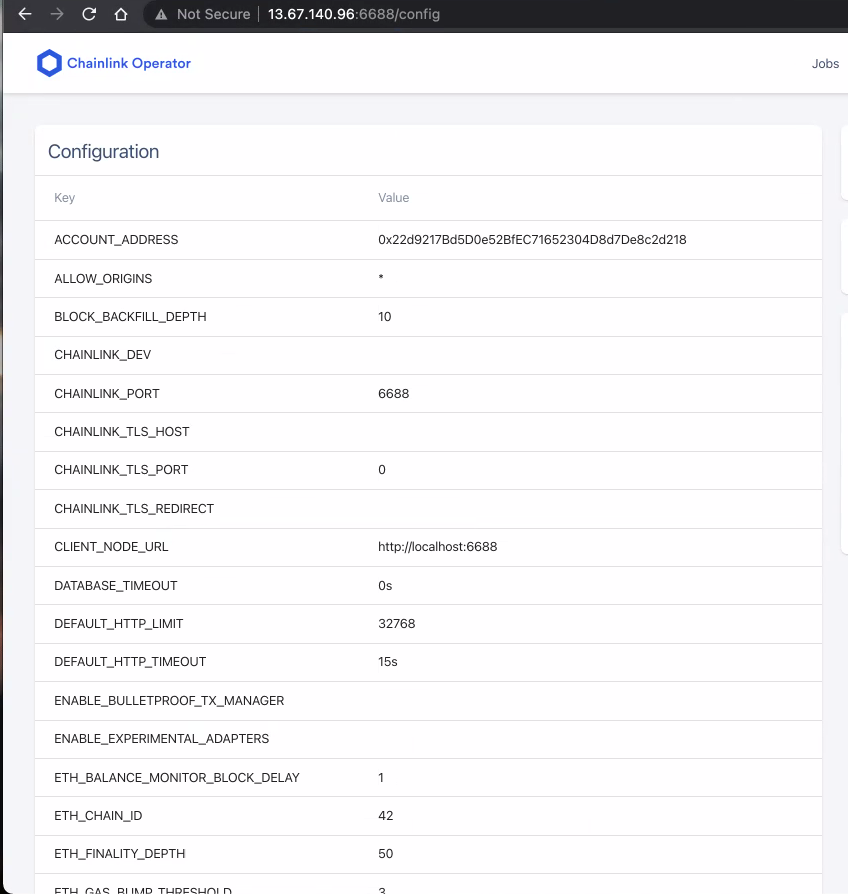 Not Secure 13.67.140.96:6688/config
Chainlink Operator Jobs
Configuration
Key Value
ACCOUNT_ADDRESS 0x22d9217Bd5D0e52BfEC71652304D8d7De8c2d218
ALLOW_ORIGINS *
BLOCK_BACKFILL_DEPTH 10
CHAINLINK_DEV
CHAINLINK_PORT 6688
CHAINLINK_TLS_HOST
CHAINLINK_TLS_PORT 0
CHAINLINK_TLS_REDIRECT
CLIENT_NODE_URL http://localhost:6688
DATABASE_TIMEOUT 0s
DEFAULT_HTTP_LIMIT 32768
DEFAULT_HTTP_TIMEOUT 15s
ENABLE_BULLETPROOF_TX_MANAGER
ENABLE_EXPERIMENTAL_ADAPTERS
ETH_BALANCE_MONITOR_BLOCK_DELAY 1
ETH_CHAIN_ID 42
ETH_FINALITY_DEPTH 50
ETH_GAS_BUMP_THRESHOLD 3